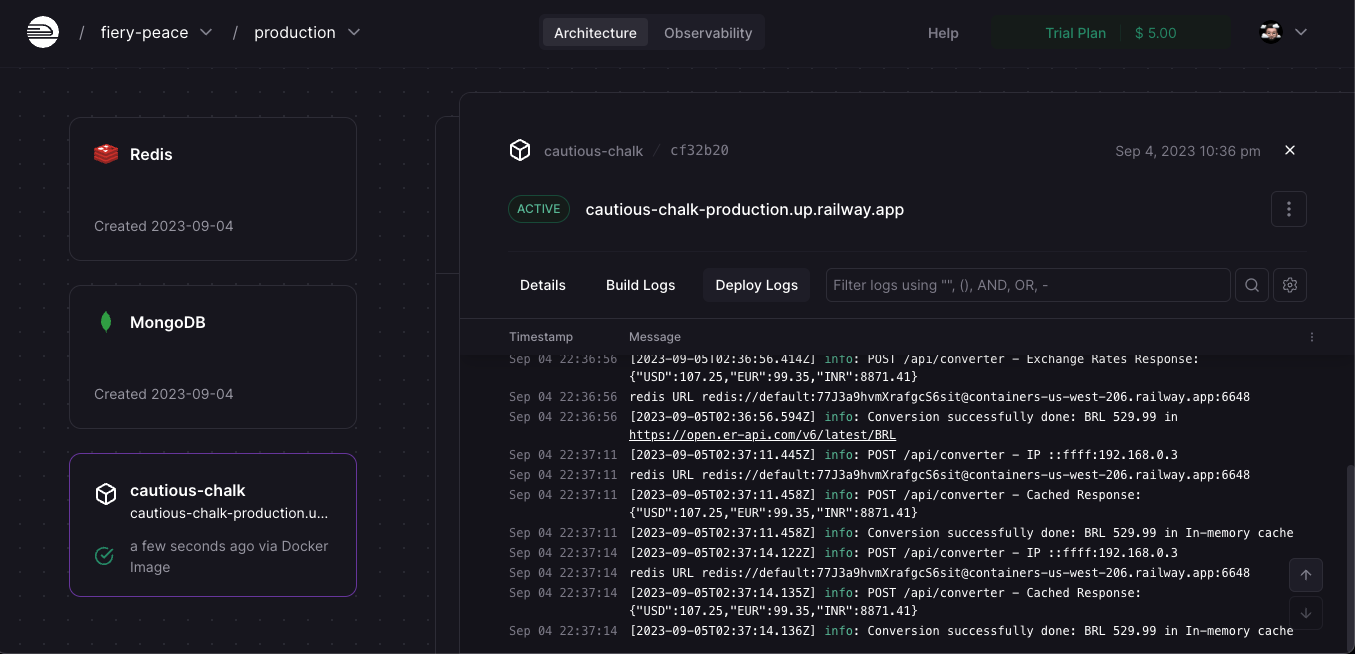 / fiery-peace / production
Architecture Observability
Help Trial Plan $ 5.00
Redis
Created 2023-09-04
MongoDB
Created 2023-09-04
cautious-chalk
cautious-chalk-production.u...
a few seconds ago via Docker
Image
cautious-chalk / cf32b20 Sep 4, 2023 10:36 pm
ACTIVE cautious-chalk-production.up.railway.app
Details Build Logs Deploy Logs Filter logs using "", (), AND, OR, -
Timestamp Message
Sep 04 22:36:56 [2023-09-05T02:36:56.414Z] info: POST /api/converter - Exchange Rates Response:
{"USD":107.25,"EUR":99.35,"INR":8871.41}
Sep 04 22:36:56 redis URL redis://default:77J3a9hvmXrafgcS6sit@containers-us-west-206.railway.app:6648
Sep 04 22:36:56 [2023-09-05T02:36:56.594Z] info: Conversion successfully done: BRL 529.99 in
https://open.er-api.com/v6/latest/BRL
Sep 04 22:37:11 [2023-09-05T02:37:11.445Z] info: POST /api/converter - IP ::ffff:192.168.0.3
Sep 04 22:37:11 redis URL redis://default:77J3a9hvmXrafgcS6sit@containers-us-west-206.railway.app:6648
Sep 04 22:37:11 [2023-09-05T02:37:11.458Z] info: POST /api/converter - Cached Response:
{"USD":107.25,"EUR":99.35,"INR":8871.41}
Sep 04 22:37:11 [2023-09-05T02:37:11.458Z] info: Conversion successfully done: BRL 529.99 in In-memory cache
Sep 04 22:37:14 [2023-09-05T02:37:14.122Z] info: POST /api/converter - IP ::ffff:192.168.0.3
Sep 04 22:37:14 redis URL redis://default:77J3a9hvmXrafgcS6sit@containers-us-west-206.railway.app:6648
Sep 04 22:37:14 [2023-09-05T02:37:14.135Z] info: POST /api/converter - Cached Response:
{"USD":107.25,"EUR":99.35,"INR":8871.41}
Sep 04 22:37:14 [2023-09-05T02:37:14.136Z] info: Conversion successfully done: BRL 529.99 in In-memory cache